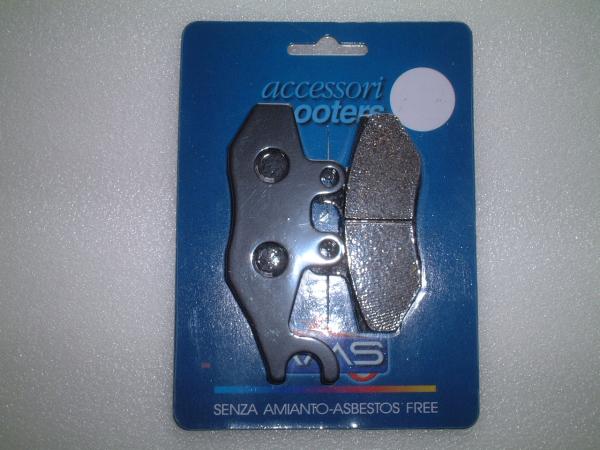 accessori
ooters
SENZA AMIANTO-ASBESTOS FREE